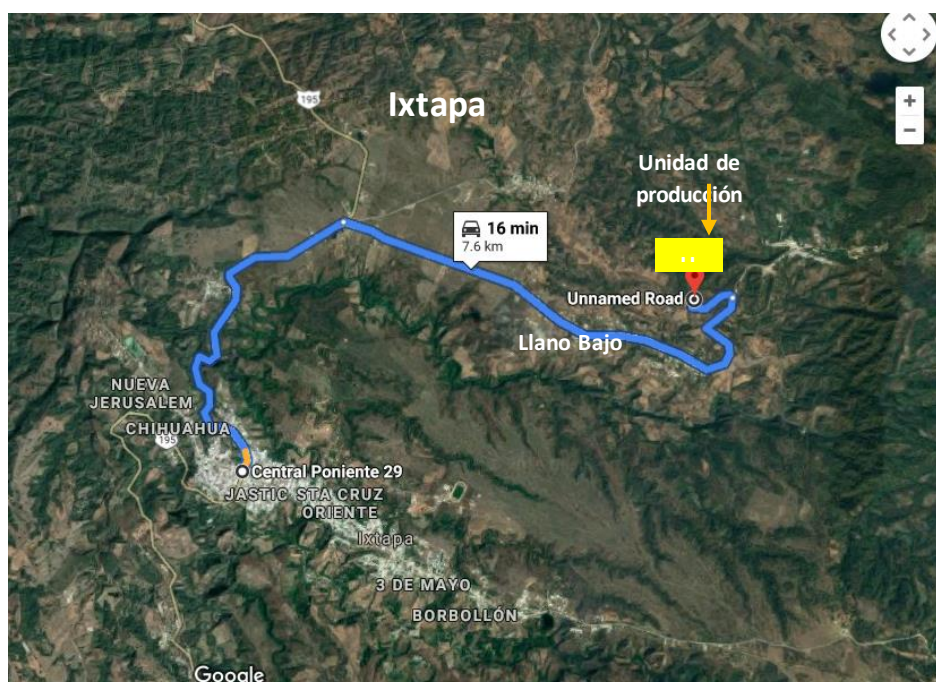 195
Ixtapa
Unidad de
producción
16 min
7.6 km
..
Unnamed Road
Llano Bajo
NUEVA
JERUSALEM
CHIHUAHUA
195
Central Poniente 29
JASTIC STA CRUZ
ORIENTE
Ixtapa
3 DE MAYO
BORBOLLÓN
Google